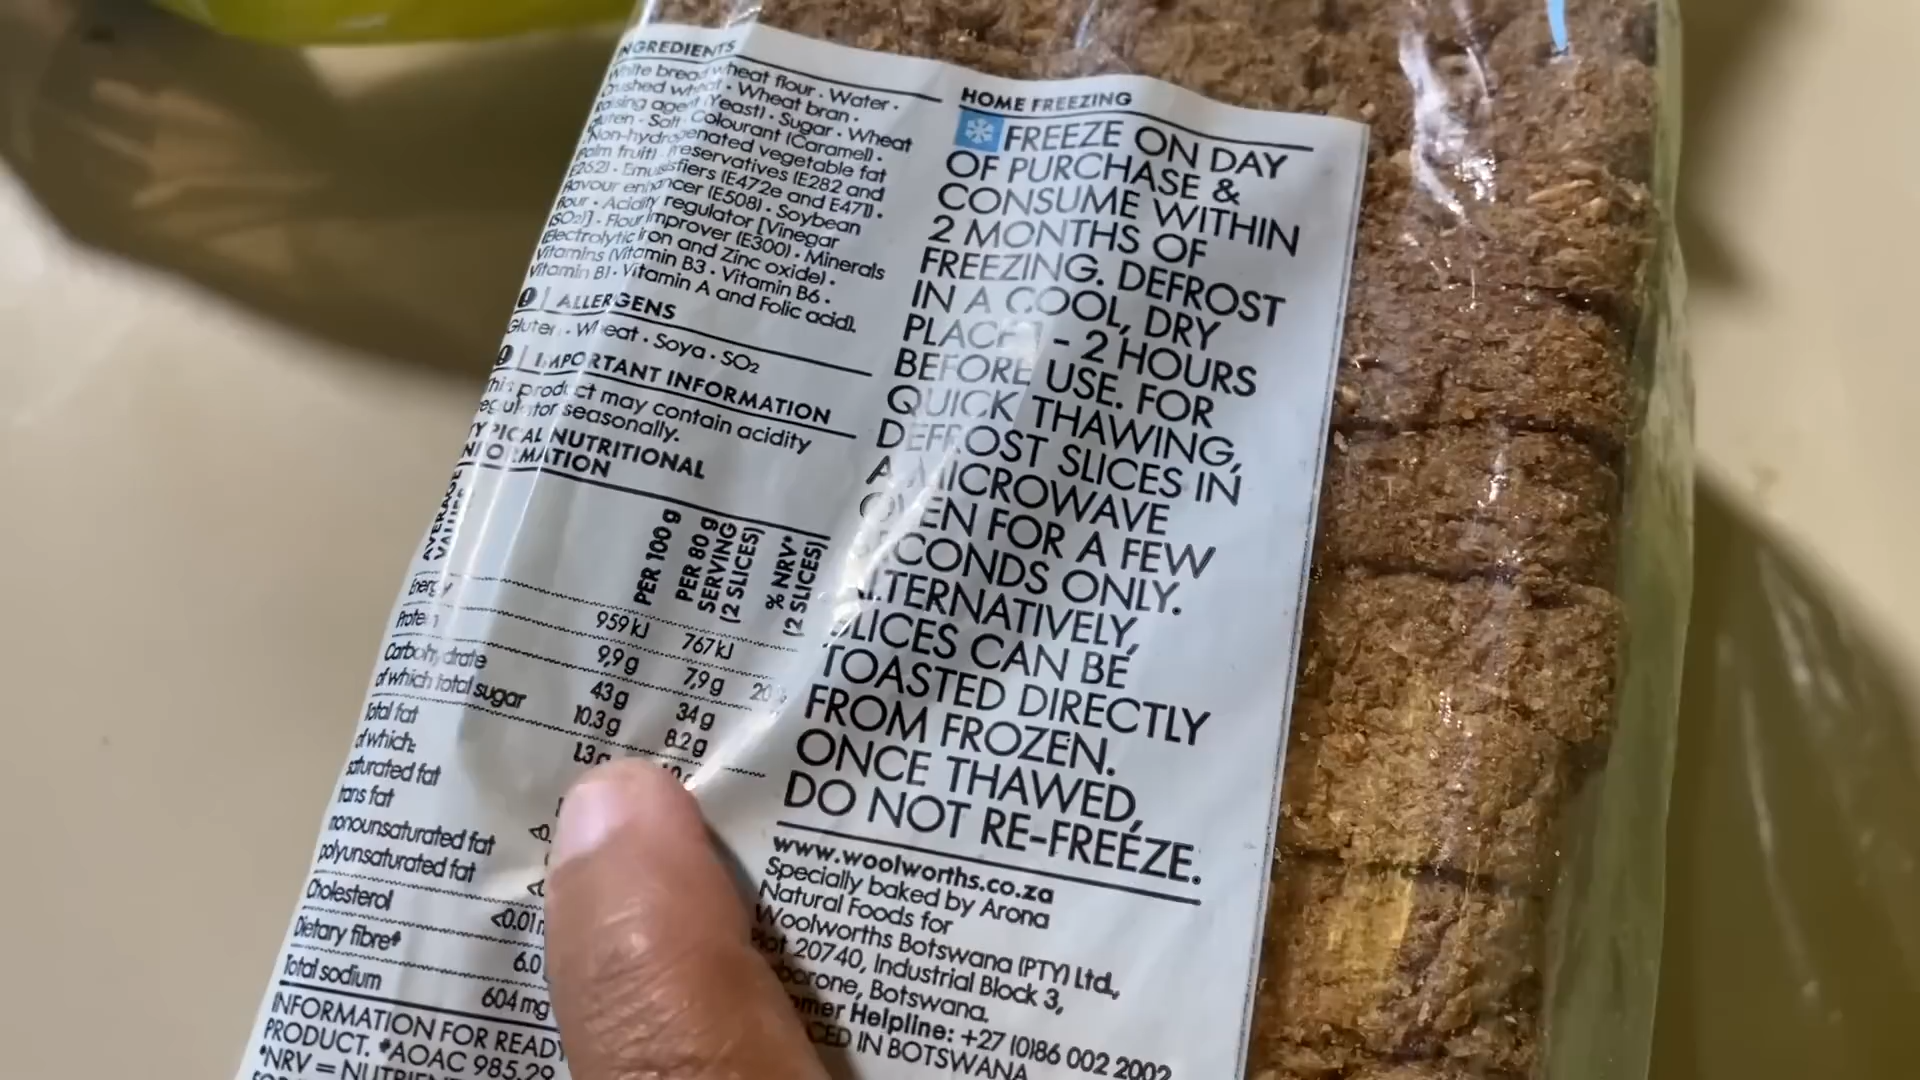 INGREDIENTS
White bread wheat flour · Water ·
Crushed wheat · Wheat bran ·
Raising agent (Yeast) · Sugar · Wheat
gluten · Salt · Colourant (Caramel) ·
Non-hydrogenated vegetable fat
(Palm fruit) · Preservatives (E282 and
E262) · Emulsifiers (E472e and E471) ·
Flavour enhancer (E508) · Soybean
flour · Acidity regulator [Vinegar
(SO2)] · Flour improver (E300) · Minerals
(Electrolytic iron and Zinc oxide) ·
Vitamins (Vitamin B3 · Vitamin B6 ·
Vitamin B1 · Vitamin A and Folic acid).
ALLERGENS
Gluten · Wheat · Soya · SO2
IMPORTANT INFORMATION
This product may contain acidity
regulator seasonally.
TYPICAL NUTRITIONAL
INFORMATION
AVERAGE VALUES PER 100 g PER 80 g SERVING (2 SLICES) % NRV* (2 SLICES)
Energy 959 kJ 767 kJ
Protein 9,9 g 7,9 g 20
Carbohydrate 43 g 34 g
of which total sugar 10.3 g 8.2 g
Total fat 1.3
of which:
saturated fat
trans fat
monounsaturated fat
polyunsaturated fat
Cholesterol <0.01
Dietary fibre 6.0
Total sodium 604 mg
INFORMATION FOR READY
PRODUCT. AOAC 985.29
*NRV =
HOME FREEZING
FREEZE ON DAY
OF PURCHASE &
CONSUME WITHIN
2 MONTHS OF
FREEZING. DEFROST
IN A COOL, DRY
PLACE 1 - 2 HOURS
BEFORE USE. FOR
QUICK THAWING,
DEFROST SLICES IN
A MICROWAVE
OVEN FOR A FEW
SECONDS ONLY.
ALTERNATIVELY,
SLICES CAN BE
TOASTED DIRECTLY
FROM FROZEN.
ONCE THAWED,
DO NOT RE-FREEZE.
www.woolworths.co.za
Specially baked by Arona
Natural Foods for
Woolworths Botswana (PTY) Ltd.,
Plot 20740, Industrial Block 3,
Botswana.
Helpline: +27 (0)86 002 2002
IN BOTSWANA